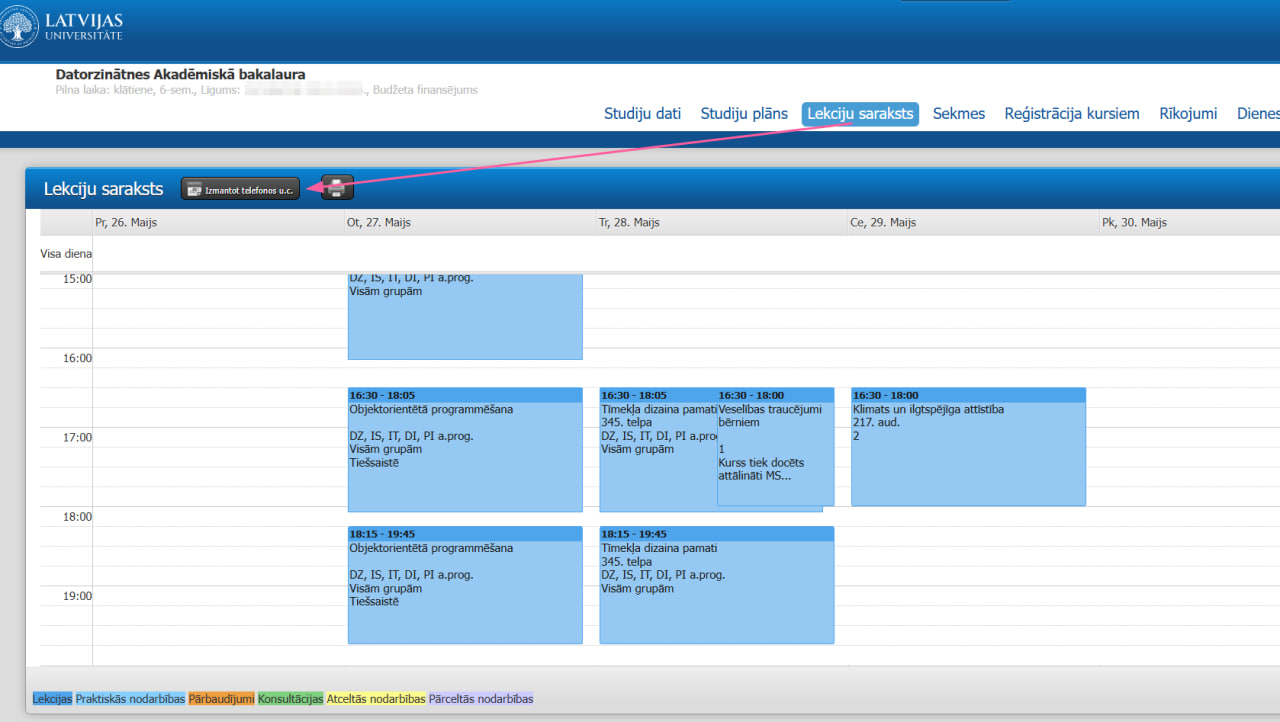 LATVIJAS
UNIVERSITĀTE
Datorzinātnes Akadēmiskā bakalaura
Pilna laika: klātiene, 6-sem., Līgums: ., Budžeta finansējums
Studiju dati Studiju plāns Lekciju saraksts Sekmes Reģistrācija kursiem Rīkojumi Dienes
Lekciju saraksts Izmantot telefonos u.c.
Pr, 26. Maijs Ot, 27. Maijs Tr, 28. Maijs Ce, 29. Maijs Pk, 30. Maijs
Visa diena
15:00
DZ, IS, IT, DI, PI a.prog.
Visām grupām
16:00
16:30 - 18:05
Objektorientētā programmēšana
DZ, IS, IT, DI, PI a.prog.
Visām grupām
Tiešsaistē
16:30 - 18:05
Tīmekļa dizaina pamati
345. telpa
DZ, IS, IT, DI, PI a.pro
Visām grupām
16:30 - 18:00
Veselības traucējumi
bērniem
1
Kurss tiek docēts
attālināti MS...
16:30 - 18:00
Klimats un ilgtspējīga attīstība
217. aud.
2
17:00
18:00
18:15 - 19:45
Objektorientētā programmēšana
DZ, IS, IT, DI, PI a.prog.
Visām grupām
Tiešsaistē
18:15 - 19:45
Tīmekļa dizaina pamati
345. telpa
DZ, IS, IT, DI, PI a.prog.
Visām grupām
19:00
Lekcijas Praktiskās nodarbības Pārbaudījumi Konsultācijas Atceltās nodarbības Pārceltās nodarbības